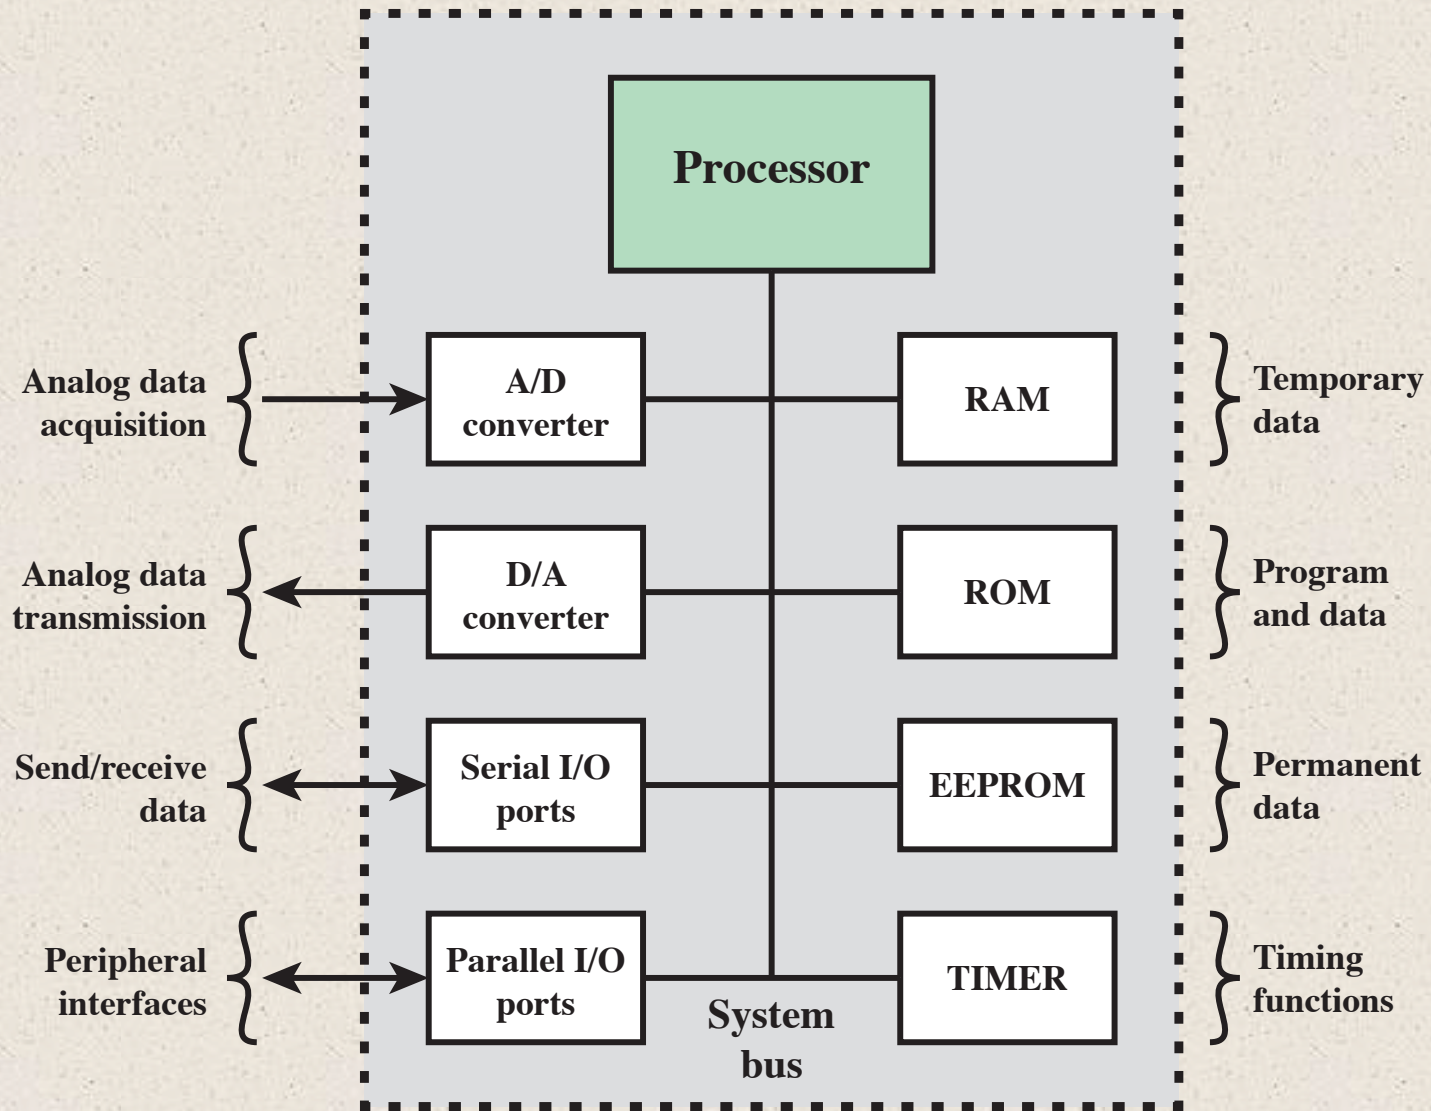 Processor
Analog data
acquisition
A/D
converter
RAM
Temporary
data
Analog data
transmission
D/A
converter
ROM
Program
and data
Send/receive
data
Serial I/O
ports
EEPROM
Permanent
data
Peripheral
interfaces
Parallel I/O
ports
TIMER
Timing
functions
System
bus